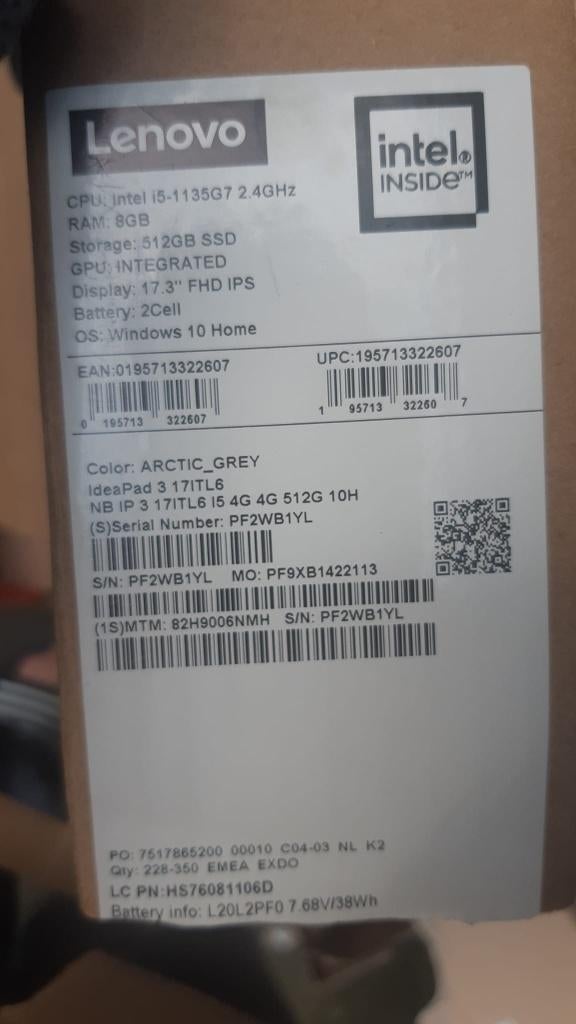 Lenovo
intel®
INSIDE™
CPU: Intel i5-1135G7 2.4GHz
RAM: 8GB
Storage: 512GB SSD
GPU: INTEGRATED
Display: 17.3" FHD IPS
Battery: 2Cell
OS: Windows 10 Home
EAN:0195713322607
UPC:195713322607
0 195713 322607
1 95713 32260 7
Color: ARCTIC_GREY
IdeaPad 3 17ITL6
NB IP 3 17ITL6 I5 4G 4G 512G 10H
(S)Serial Number: PF2WB1YL
S/N: PF2WB1YL MO: PF9XB1422113
(1S)MTM: 82H9006NMH S/N: PF2WB1YL
PO: 7517865200 00010 C04-03 NL K2
Qty: 228-350 EMEA EXDO
LC PN:HS76081106D
Battery info: L20L2PF0 7.68V/38Wh